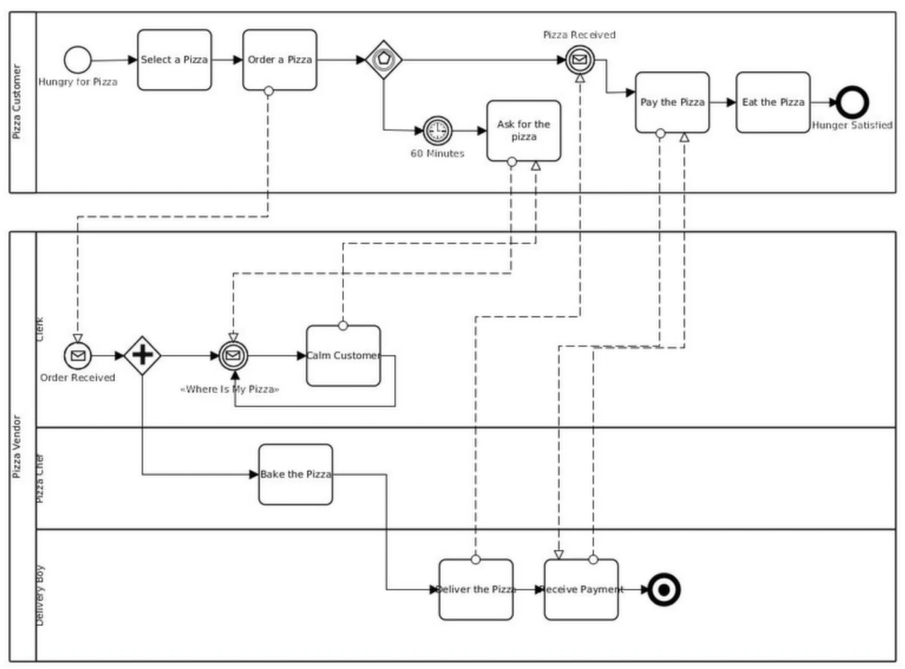 Pizza Customer
Hungry for Pizza
Select a Pizza
Order a Pizza
Pizza Received
60 Minutes
Ask for the
pizza
Pay the Pizza
Eat the Pizza
Hunger Satisfied
Pizza Vendor
Clerk
Order Received
«Where Is My Pizza»
Calm Customer
Pizza Chef
Bake the Pizza
Delivery Boy
Deliver the Pizza
Receive Payment